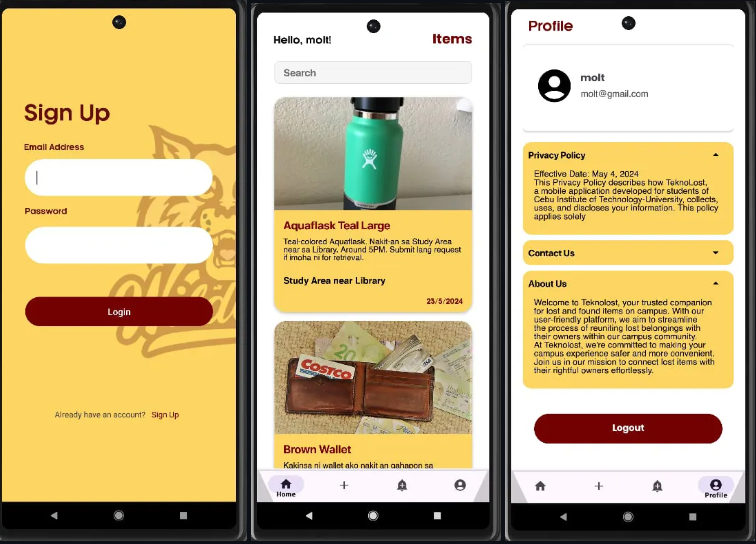 Sign Up
Email Address
Password
Login
Already have an account? Sign Up
Hello, molt!
Items
Search
Aquaflask Teal Large
Teal-colored Aquaflask. Nakit-an sa Study Area
near sa Library. Around 5PM. Submit lang request
if imoha ni for retrieval.
Study Area near Library
23/5/2024
COSTCO
20
Brown Wallet
Kakinsa ni wallet ako nakit an gahapon sa
Home
Profile
molt
molt@gmail.com
Privacy Policy
Effective Date: May 4, 2024
This Privacy Policy describes how TeknoLost,
a mobile application developed for students of
Cebu Institute of Technology-University, collects,
uses, and discloses your information. This policy
applies solely
Contact Us
About Us
Welcome to Teknolost, your trusted companion
for lost and found items on campus. With our
user-friendly platform, we aim to streamline
the process of reuniting lost belongings with
their owners within our campus community.
At Teknolost, we're committed to making your
campus experience safer and more convenient.
Join us in our mission to connect lost items with
their rightful owners effortlessly.
Logout
Profile